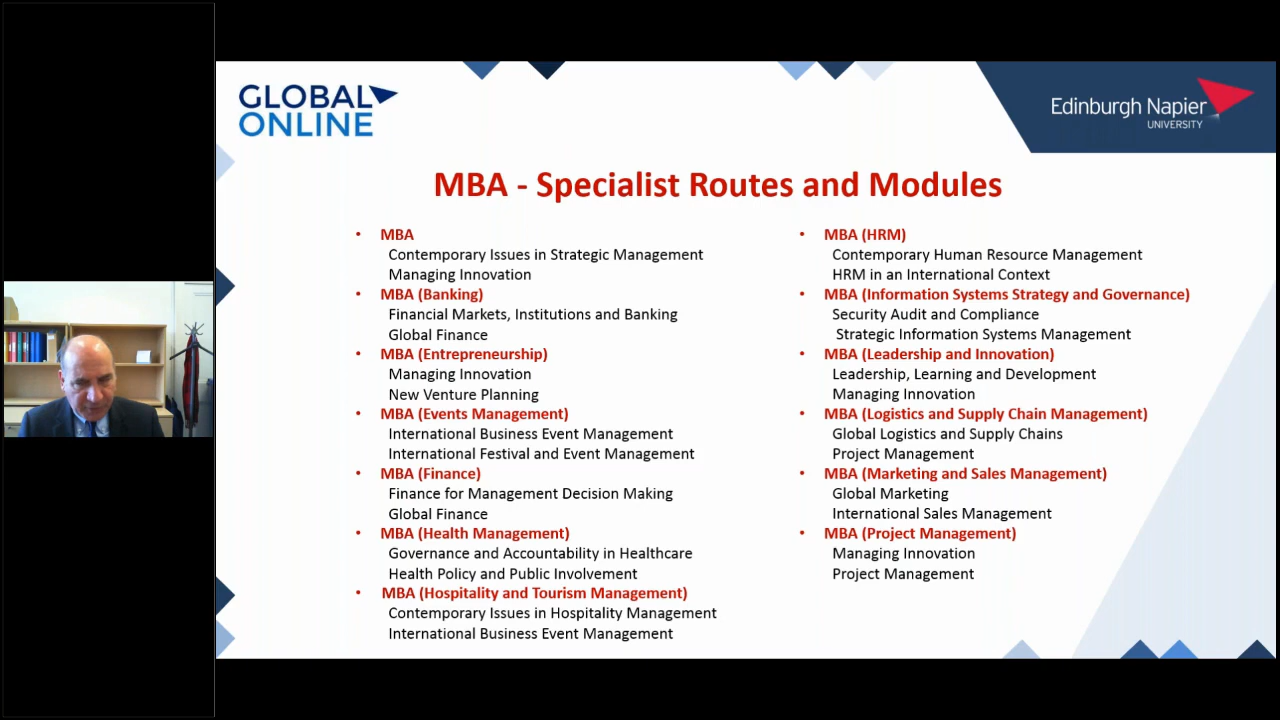 GLOBAL
ONLINE
Edinburgh Napier
UNIVERSITY
MBA - Specialist Routes and Modules
• MBA
Contemporary Issues in Strategic Management
Managing Innovation
• MBA (Banking)
Financial Markets, Institutions and Banking
Global Finance
• MBA (Entrepreneurship)
Managing Innovation
New Venture Planning
• MBA (Events Management)
International Business Event Management
International Festival and Event Management
• MBA (Finance)
Finance for Management Decision Making
Global Finance
• MBA (Health Management)
Governance and Accountability in Healthcare
Health Policy and Public Involvement
• MBA (Hospitality and Tourism Management)
Contemporary Issues in Hospitality Management
International Business Event Management
• MBA (HRM)
Contemporary Human Resource Management
HRM in an International Context
• MBA (Information Systems Strategy and Governance)
Security Audit and Compliance
Strategic Information Systems Management
• MBA (Leadership and Innovation)
Leadership, Learning and Development
Managing Innovation
• MBA (Logistics and Supply Chain Management)
Global Logistics and Supply Chains
Project Management
• MBA (Marketing and Sales Management)
Global Marketing
International Sales Management
• MBA (Project Management)
Managing Innovation
Project Management